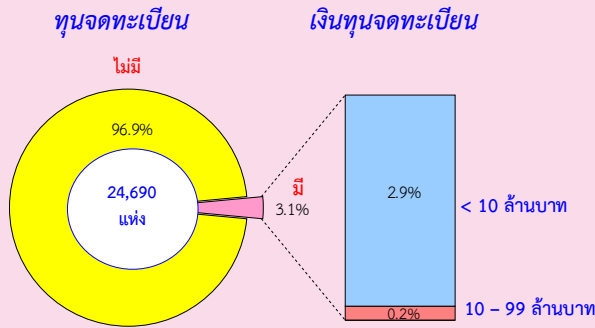 ทุนจดทะเบียน
เงินทุนจดทะเบียน
ไม่มี
96.9%
24,690
แห่ง
มี
3.1%
2.9%
< 10 ล้านบาท
0.2%
10 – 99 ล้านบาท